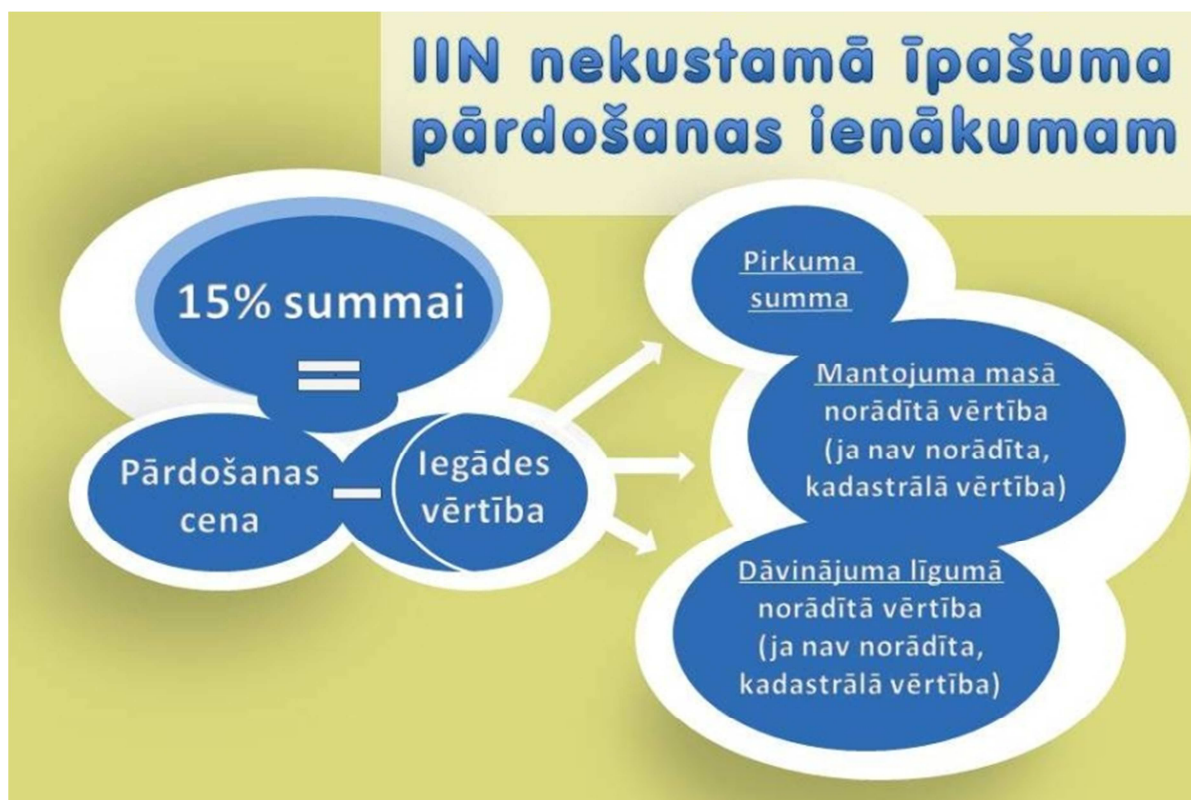 IIN nekustamā īpašuma
pārdošanas ienākumam
15% summai
=
Pārdošanas
cena
–
Iegādes
vērtība
Pirkuma
summa
Mantojuma masā
norādītā vērtība
(ja nav norādīta,
kadastrālā vērtība)
Dāvinājuma līgumā
norādītā vērtība
(ja nav norādīta,
kadastrālā vērtība)